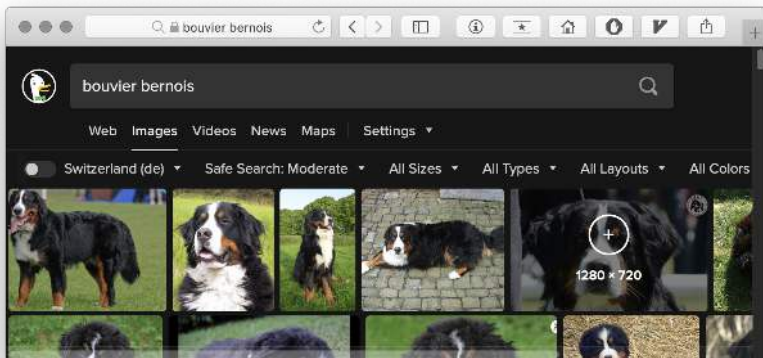 bouvier bernois
bouvier bernois
Web Images Videos News Maps Settings
Switzerland (de) Safe Search: Moderate All Sizes All Types All Layouts All Colors
1280 × 720